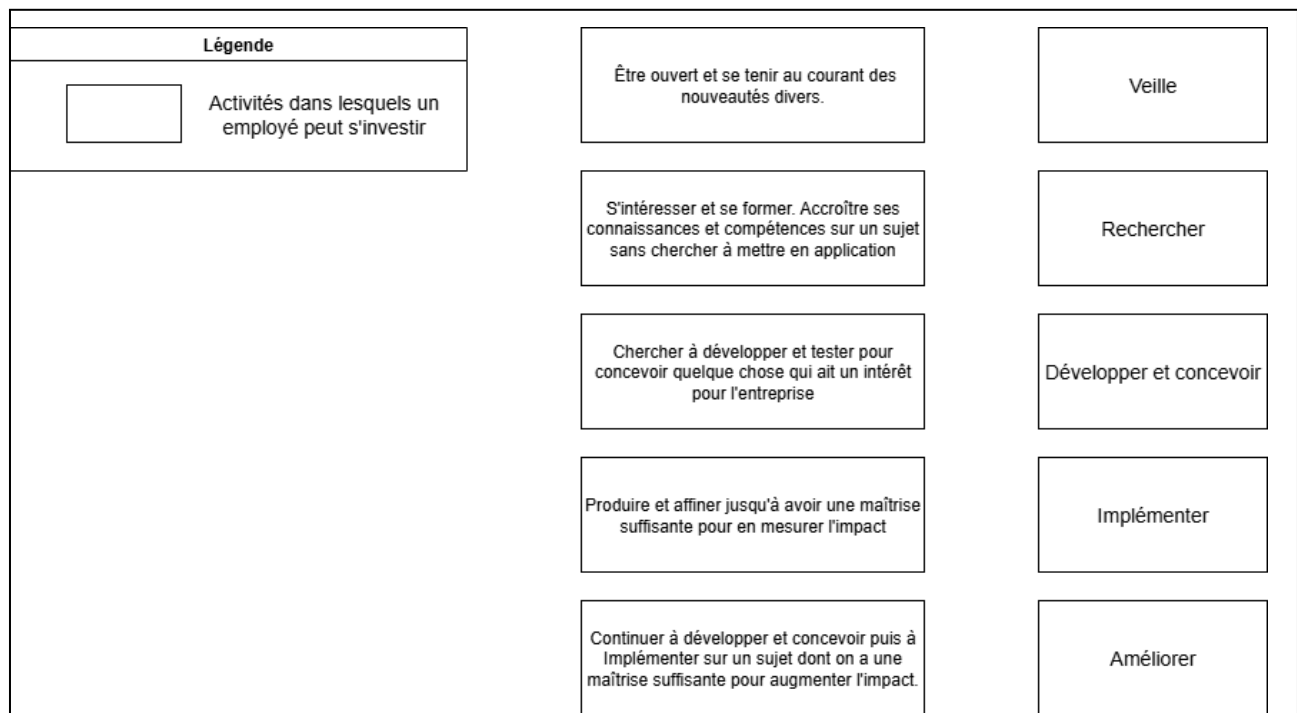 Légende
Activités dans lesquels un
employé peut s'investir
Être ouvert et se tenir au courant des
nouveautés divers.
Veille
S'intéresser et se former. Accroître ses
connaissances et compétences sur un sujet
sans chercher à mettre en application
Rechercher
Chercher à développer et tester pour
concevoir quelque chose qui ait un intérêt
pour l'entreprise
Développer et concevoir
Produire et affiner jusqu'à avoir une maîtrise
suffisante pour en mesurer l'impact
Implémenter
Continuer à développer et concevoir puis à
Implémenter sur un sujet dont on a une
maîtrise suffisante pour augmenter l'impact.
Améliorer